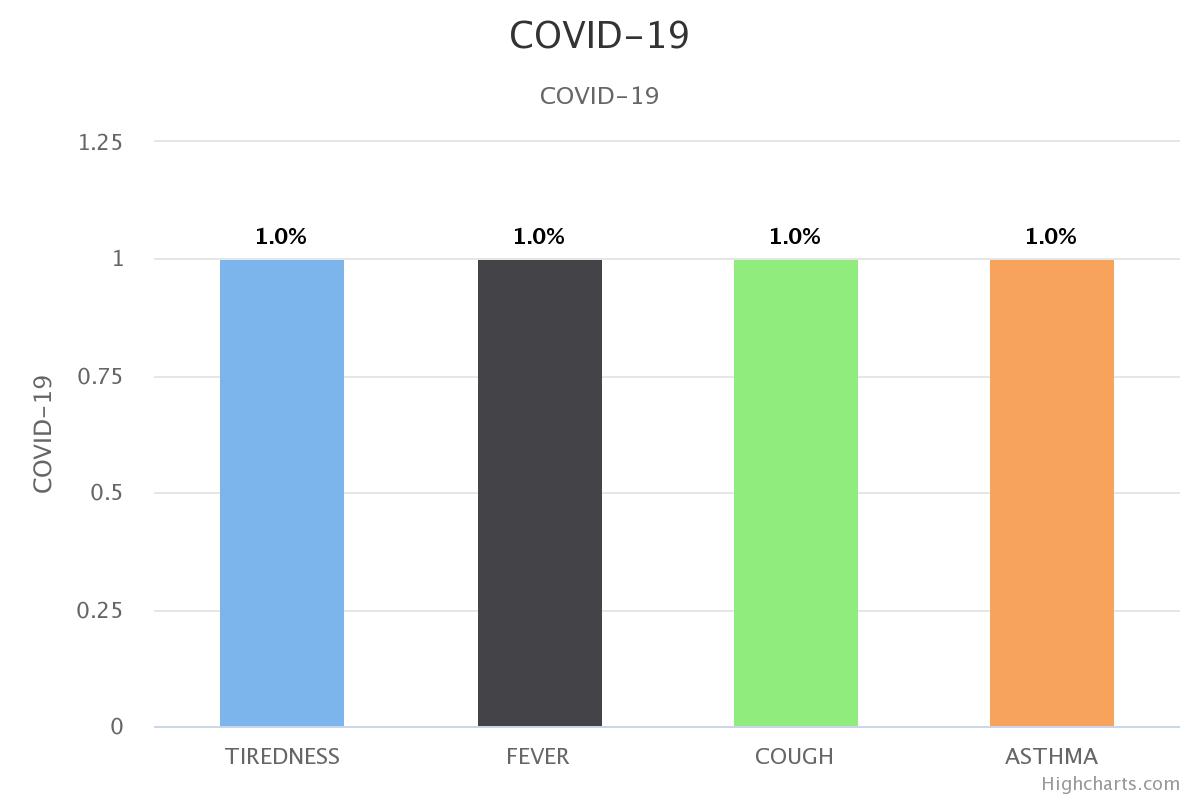 COVID-19
COVID-19
1.25
1.0% 1.0% 1.0% 1.0%
1
0.75
COVID-19
0.5
0.25
0
TIREDNESS FEVER COUGH ASTHMA
Highcharts.com